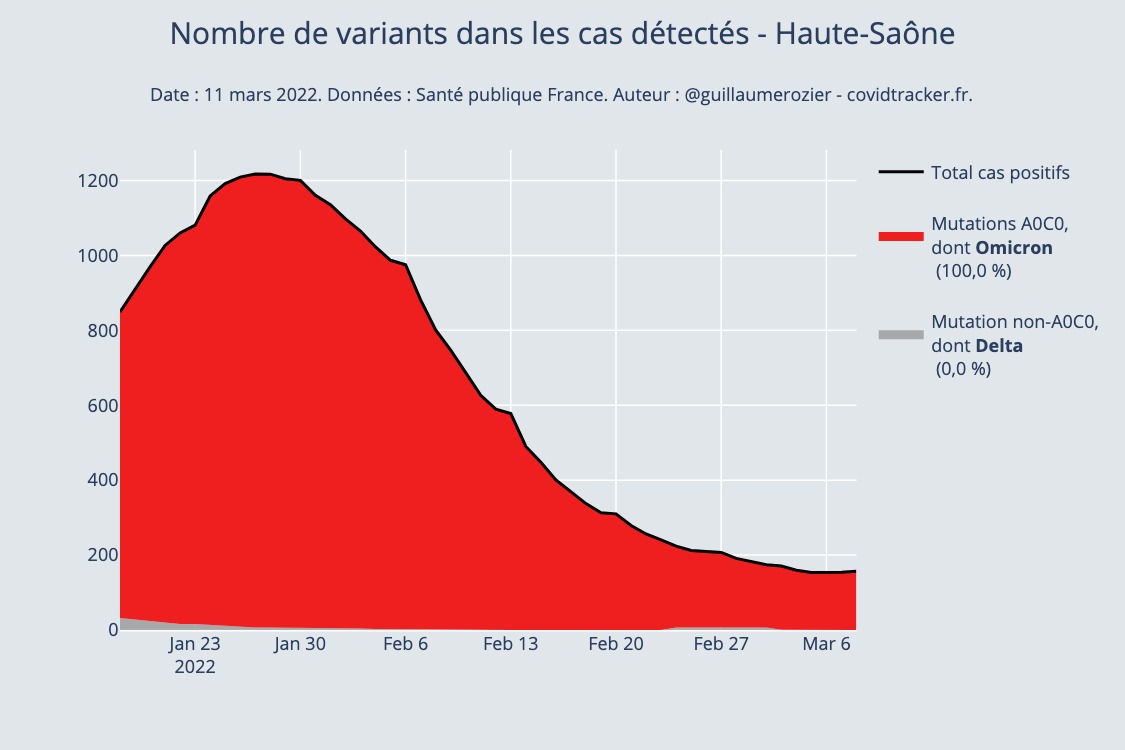 Nombre de variants dans les cas détectés - Haute-Saône
Date : 11 mars 2022. Données : Santé publique France. Auteur : @guillaumerozier - covidtracker.fr.
1200
1000
800
600
400
200
0
Jan 23
2022
Jan 30
Feb 6
Feb 13
Feb 20
Feb 27
Mar 6
Total cas positifs
Mutations A0C0,
dont Omicron
(100,0 %)
Mutation non-A0C0,
dont Delta
(0,0 %)